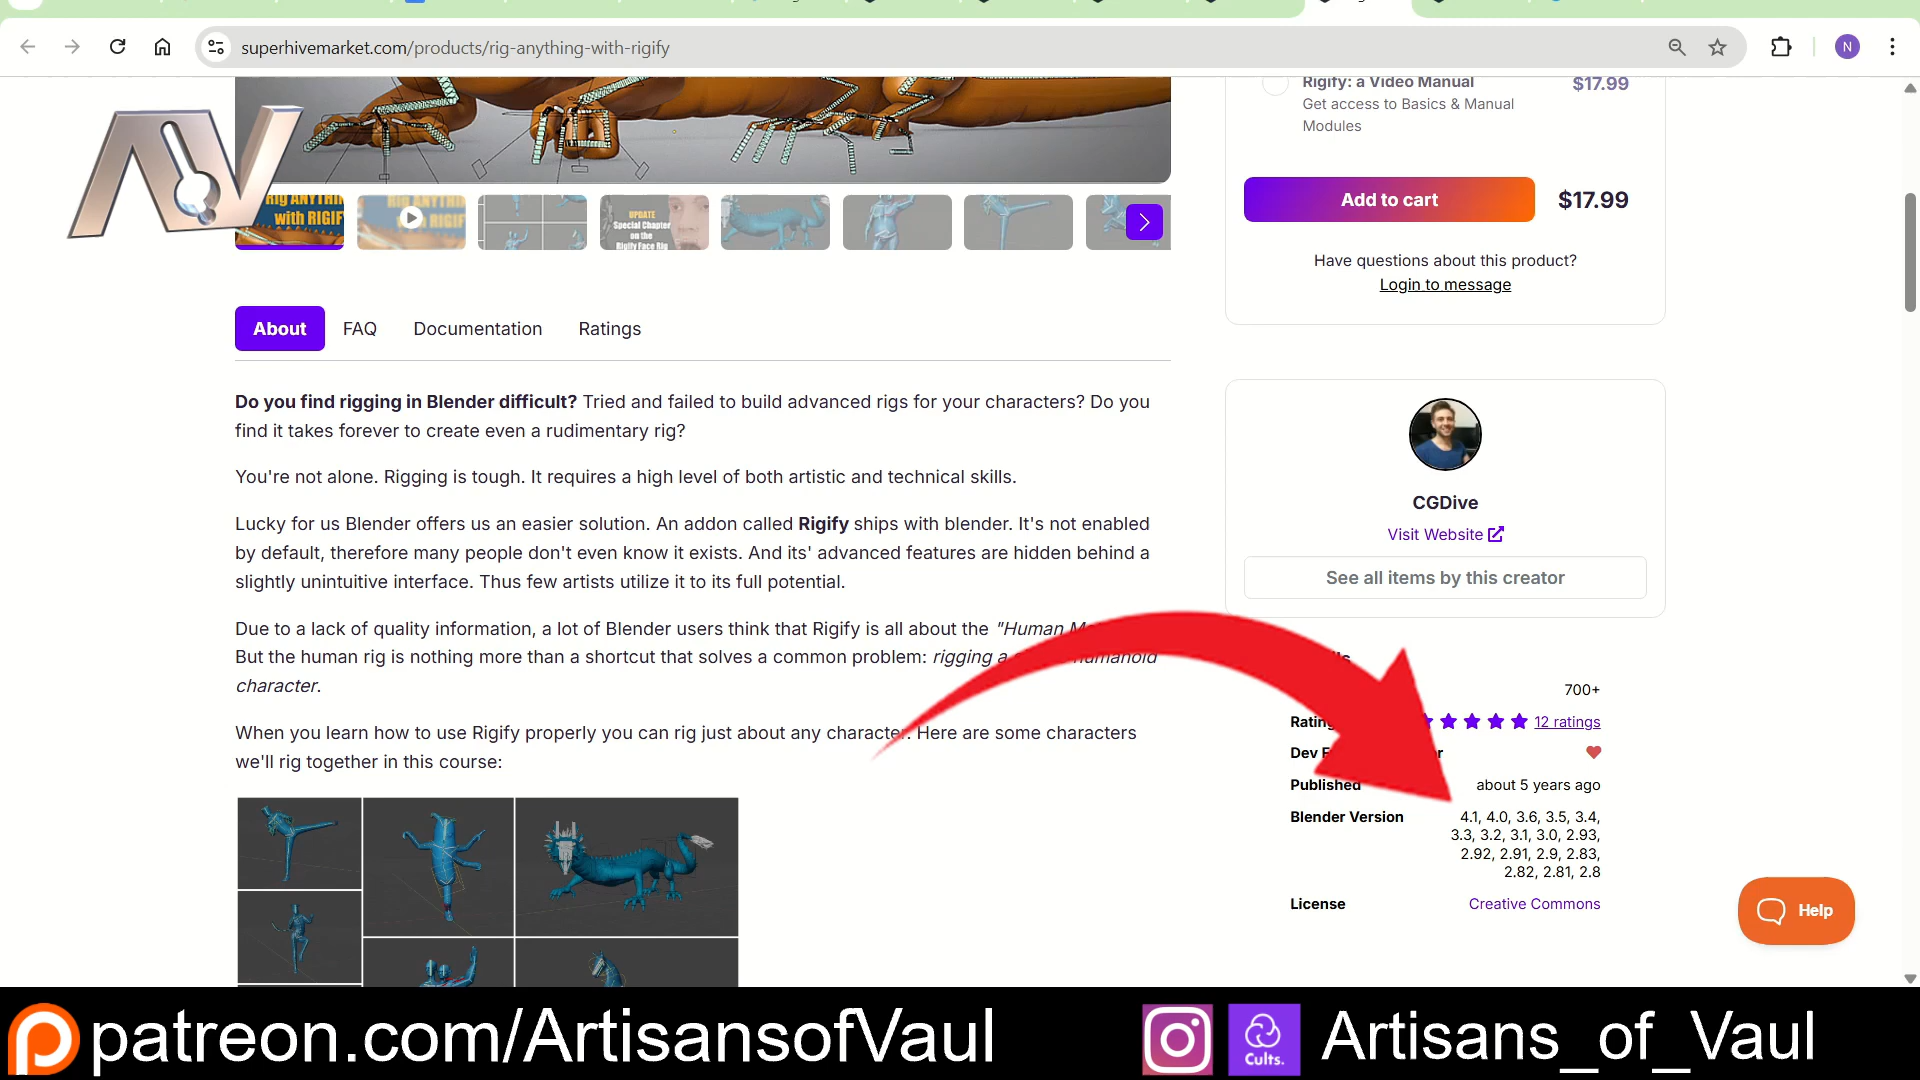 superhivemarket.com/products/rig-anything-with-rigify
N
Rigify: a Video Manual
$17.99
Get access to Basics & Manual
Modules
Add to cart
$17.99
Have questions about this product?
Login to message
AV
with RIGIF
UPDATE
Special Chapter
on the
Rigify Face Rig
About
FAQ
Documentation
Ratings
Do you find rigging in Blender difficult? Tried and failed to build advanced rigs for your characters? Do you
find it takes forever to create even a rudimentary rig?
You're not alone. Rigging is tough. It requires a high level of both artistic and technical skills.
Lucky for us Blender offers us an easier solution. An addon called Rigify ships with blender. It's not enabled
by default, therefore many people don't even know it exists. And its' advanced features are hidden behind a
slightly unintuitive interface. Thus few artists utilize it to its full potential.
Due to a lack of quality information, a lot of Blender users think that Rigify is all about the "Human
But the human rig is nothing more than a shortcut that solves a common problem: rigging a humanoid
character.
When you learn how to use Rigify properly you can rig just about any character. Here are some characters
we'll rig together in this course:
CGDive
Visit Website
See all items by this creator
700+
12 ratings
Dev
Published
about 5 years ago
Blender Version
4.1, 4.0, 3.6, 3.5, 3.4,
3.3, 3.2, 3.1, 3.0, 2.93,
2.92, 2.91, 2.9, 2.83,
2.82, 2.81, 2.8
License
Creative Commons
Help
patreon.com/ArtisansofVaul
Cults.
Artisans_of_Vaul